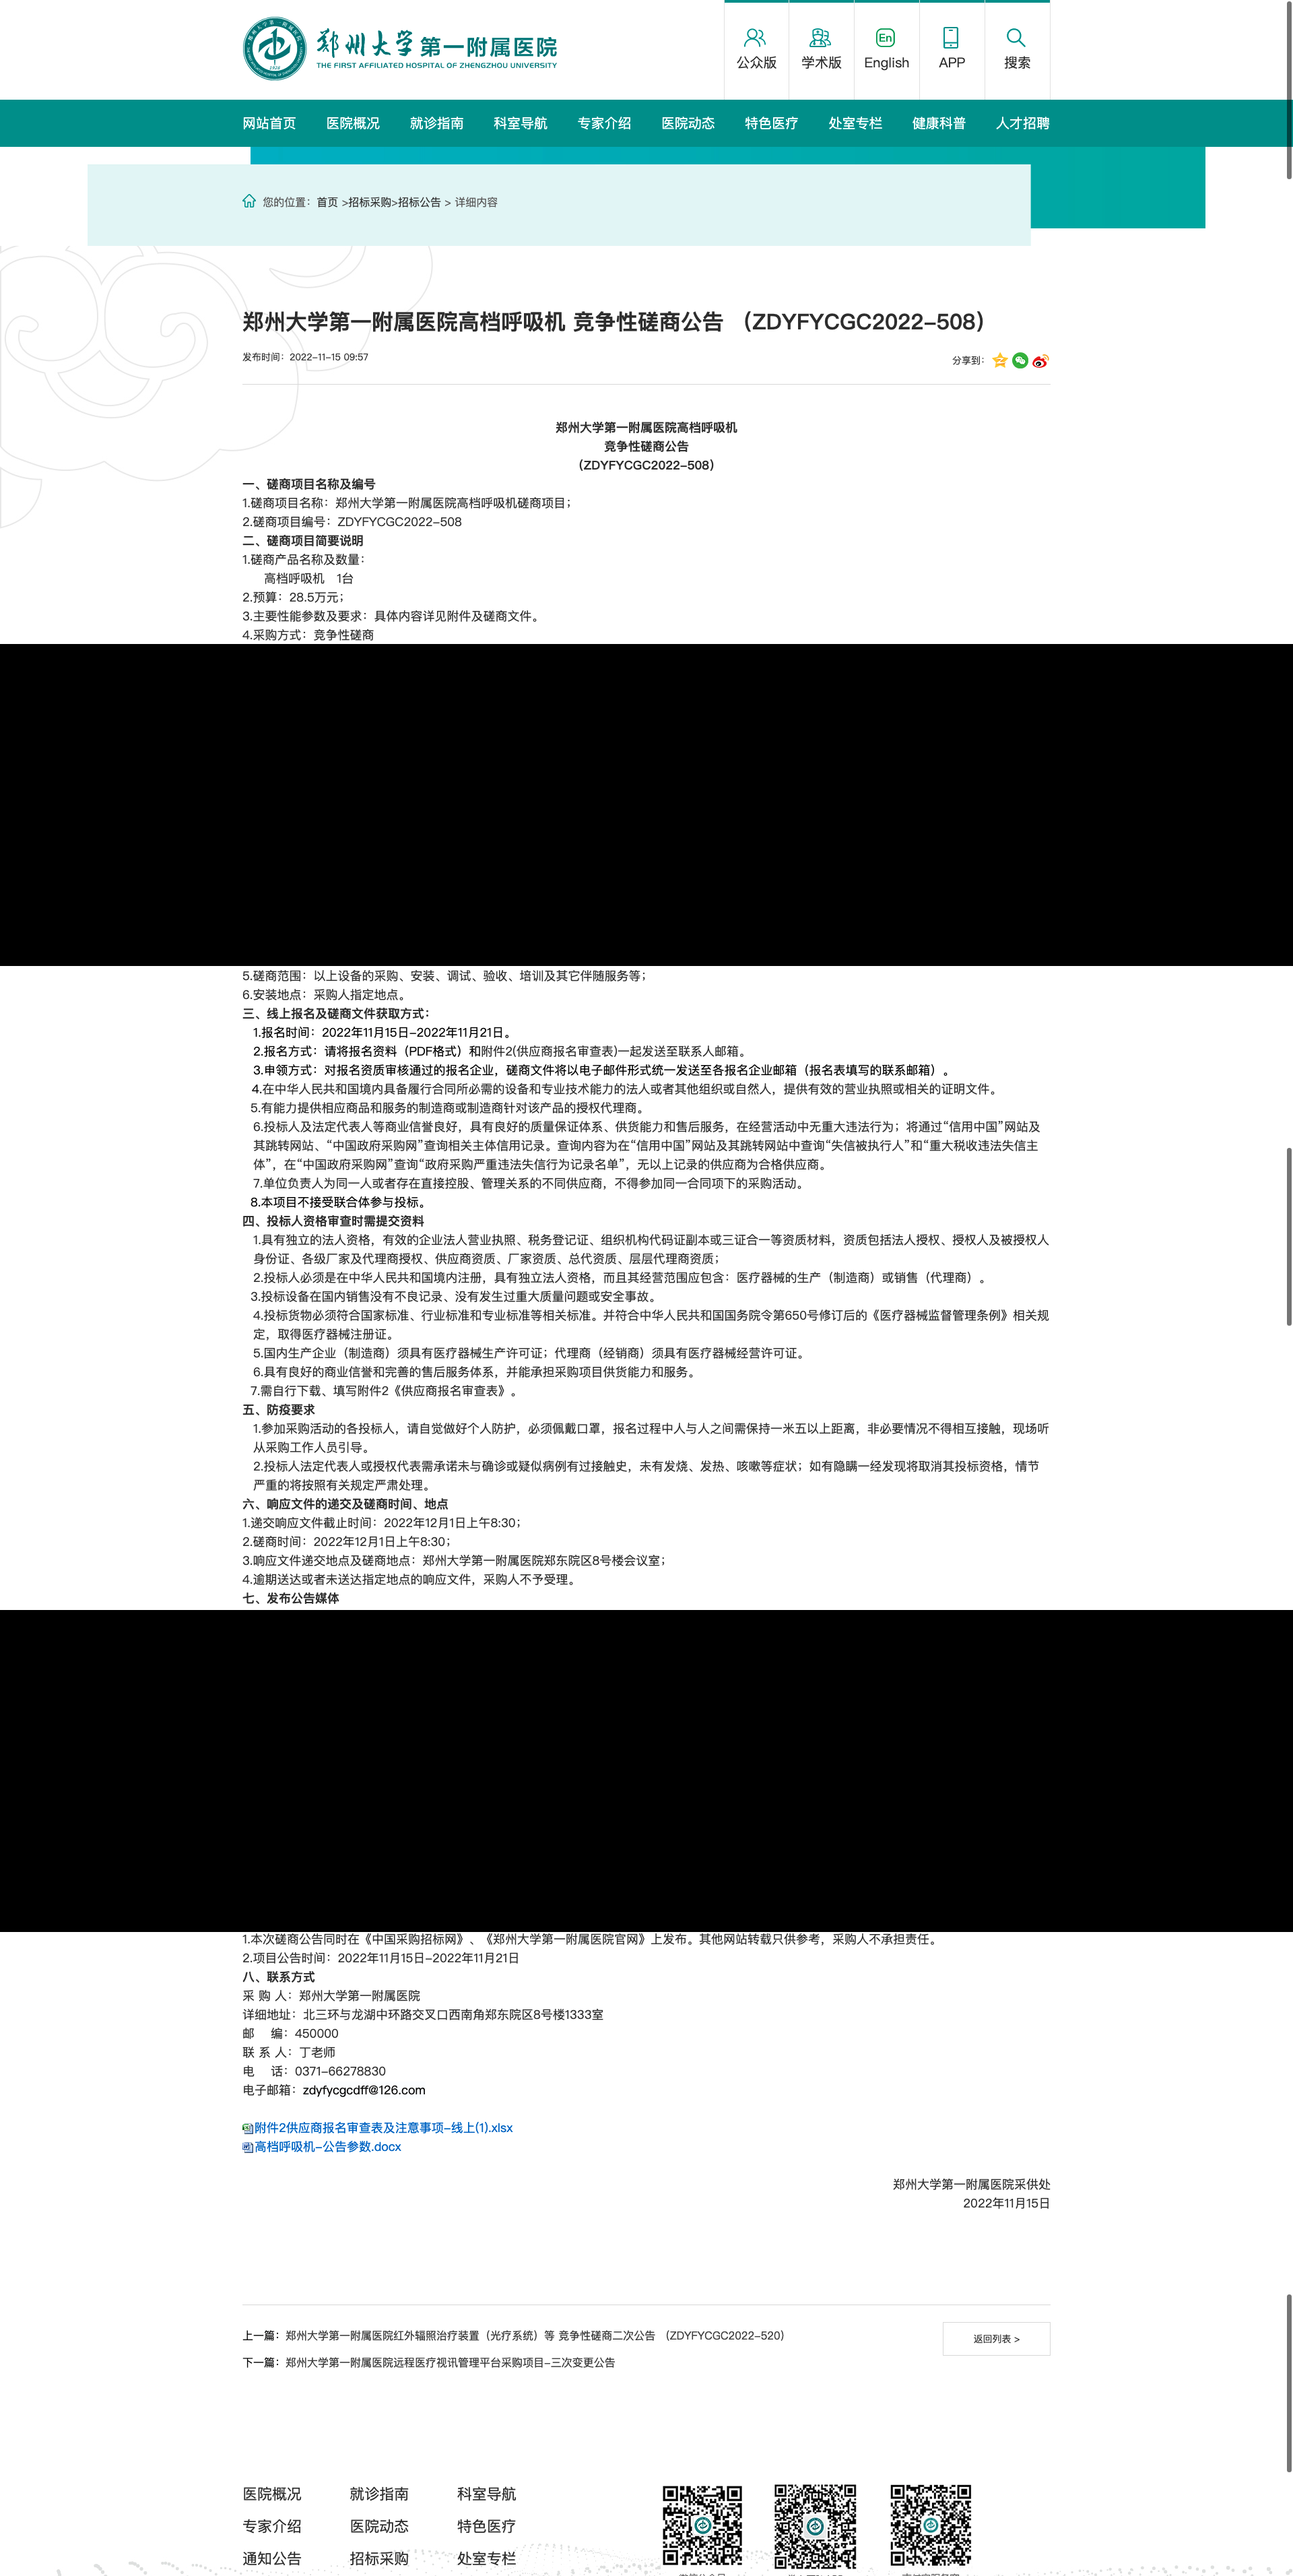 郑州大学第一附属医院
THE FIRST AFFILIATED HOSPITAL OF ZHENGZHOU UNIVERSITY
公众版
学术版
En
English
APP
搜索
网站首页 医院概况 就诊指南 科室导航 专家介绍 医院动态 特色医疗 处室专栏 健康科普 人才招聘
您的位置：首页 >招标采购>招标公告 > 详细内容
郑州大学第一附属医院高档呼吸机 竞争性磋商公告 （ZDYFYCGC2022-508）
发布时间：2022-11-15 09:57
分享到：
郑州大学第一附属医院高档呼吸机
竞争性磋商公告
（ZDYFYCGC2022-508）
一、磋商项目名称及编号
1.磋商项目名称：郑州大学第一附属医院高档呼吸机磋商项目；
2.磋商项目编号：ZDYFYCGC2022-508
二、磋商项目简要说明
1.磋商产品名称及数量：
高档呼吸机 1台
2.预算：28.5万元；
3.主要性能参数及要求：具体内容详见附件及磋商文件。
4.采购方式：竞争性磋商
5.磋商范围：以上设备的采购、安装、调试、验收、培训及其它伴随服务等；
6.安装地点：采购人指定地点。
三、线上报名及磋商文件获取方式：
1.报名时间：2022年11月15日-2022年11月21日。
2.报名方式：请将报名资料（PDF格式）和附件2(供应商报名审查表)一起发送至联系人邮箱。
3.申领方式：对报名资质审核通过的报名企业，磋商文件将以电子邮件形式统一发送至各报名企业邮箱（报名表填写的联系邮箱）。
4.在中华人民共和国境内具备履行合同所必需的设备和专业技术能力的法人或者其他组织或自然人，提供有效的营业执照或相关的证明文件。
5.有能力提供相应商品和服务的制造商或制造商针对该产品的授权代理商。
6.投标人及法定代表人等商业信誉良好，具有良好的质量保证体系、供货能力和售后服务，在经营活动中无重大违法行为；将通过“信用中国”网站及
其跳转网站、“中国政府采购网”查询相关主体信用记录。查询内容为在“信用中国”网站及其跳转网站中查询“失信被执行人”和“重大税收违法失信主
体”，在“中国政府采购网”查询“政府采购严重违法失信行为记录名单”，无以上记录的供应商为合格供应商。
7.单位负责人为同一人或者存在直接控股、管理关系的不同供应商，不得参加同一合同项下的采购活动。
8.本项目不接受联合体参与投标。
四、投标人资格审查时需提交资料
1.具有独立的法人资格，有效的企业法人营业执照、税务登记证、组织机构代码证副本或三证合一等资质材料，资质包括法人授权、授权人及被授权人
身份证、各级厂家及代理商授权、供应商资质、厂家资质、总代资质、层层代理商资质；
2.投标人必须是在中华人民共和国境内注册，具有独立法人资格，而且其经营范围应包含：医疗器械的生产（制造商）或销售（代理商）。
3.投标设备在国内销售没有不良记录、没有发生过重大质量问题或安全事故。
4.投标货物必须符合国家标准、行业标准和专业标准等相关标准。并符合中华人民共和国国务院令第650号修订后的《医疗器械监督管理条例》相关规
定，取得医疗器械注册证。
5.国内生产企业（制造商）须具有医疗器械生产许可证；代理商（经销商）须具有医疗器械经营许可证。
6.具有良好的商业信誉和完善的售后服务体系，并能承担采购项目供货能力和服务。
7.需自行下载、填写附件2《供应商报名审查表》。
五、防疫要求
1.参加采购活动的各投标人，请自觉做好个人防护，必须佩戴口罩，报名过程中人与人之间需保持一米五以上距离，非必要情况不得相互接触，现场听
从采购工作人员引导。
2.投标人法定代表人或授权代表需承诺未与确诊或疑似病例有过接触史，未有发烧、发热、咳嗽等症状；如有隐瞒一经发现将取消其投标资格，情节
严重的将按照有关规定严肃处理。
六、响应文件的递交及磋商时间、地点
1.递交响应文件截止时间：2022年12月1日上午8:30；
2.磋商时间：2022年12月1日上午8:30；
3.响应文件递交地点及磋商地点：郑州大学第一附属医院郑东院区8号楼会议室；
4.逾期送达或者未送达指定地点的响应文件，采购人不予受理。
七、发布公告媒体
1.本次磋商公告同时在《中国采购招标网》、《郑州大学第一附属医院官网》上发布。其他网站转载只供参考，采购人不承担责任。
2.项目公告时间：2022年11月15日-2022年11月21日
八、联系方式
采 购 人：郑州大学第一附属医院
详细地址：北三环与龙湖中环路交叉口西南角郑东院区8号楼1333室
邮 编：450000
联 系 人：丁老师
电 话：0371-66278830
电子邮箱：zdyfycgcdff@126.com
附件2供应商报名审查表及注意事项-线上(1).xlsx
高档呼吸机-公告参数.docx
郑州大学第一附属医院采供处
2022年11月15日
上一篇：郑州大学第一附属医院红外辐照治疗装置（光疗系统）等 竞争性磋商二次公告 （ZDYFYCGC2022-520）
返回列表 >
下一篇：郑州大学第一附属医院远程医疗视讯管理平台采购项目-三次变更公告
医院概况 就诊指南 科室导航
专家介绍 医院动态 特色医疗
通知公告 招标采购 处室专栏